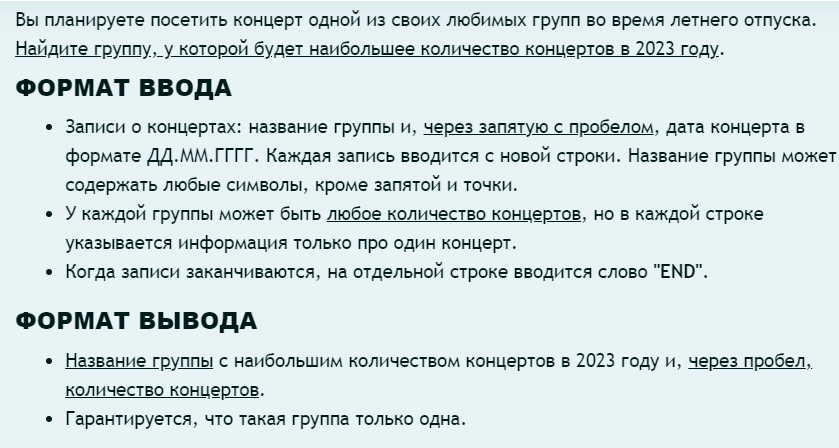 Вы планируете посетить концерт одной из своих любимых групп во время летнего отпуска.
Найдите группу, у которой будет наибольшее количество концертов в 2023 году.
ФОРМАТ ВВОДА
• Записи о концертах: название группы и, через запятую с пробелом, дата концерта в
формате ДД.ММ.ГГГГ. Каждая запись вводится с новой строки. Название группы может
содержать любые символы, кроме запятой и точки.
• У каждой группы может быть любое количество концертов, но в каждой строке
указывается информация только про один концерт.
• Когда записи заканчиваются, на отдельной строке вводится слово "END".
ФОРМАТ ВЫВОДА
• Название группы с наибольшим количеством концертов в 2023 году и, через пробел,
количество концертов.
• Гарантируется, что такая группа только одна.